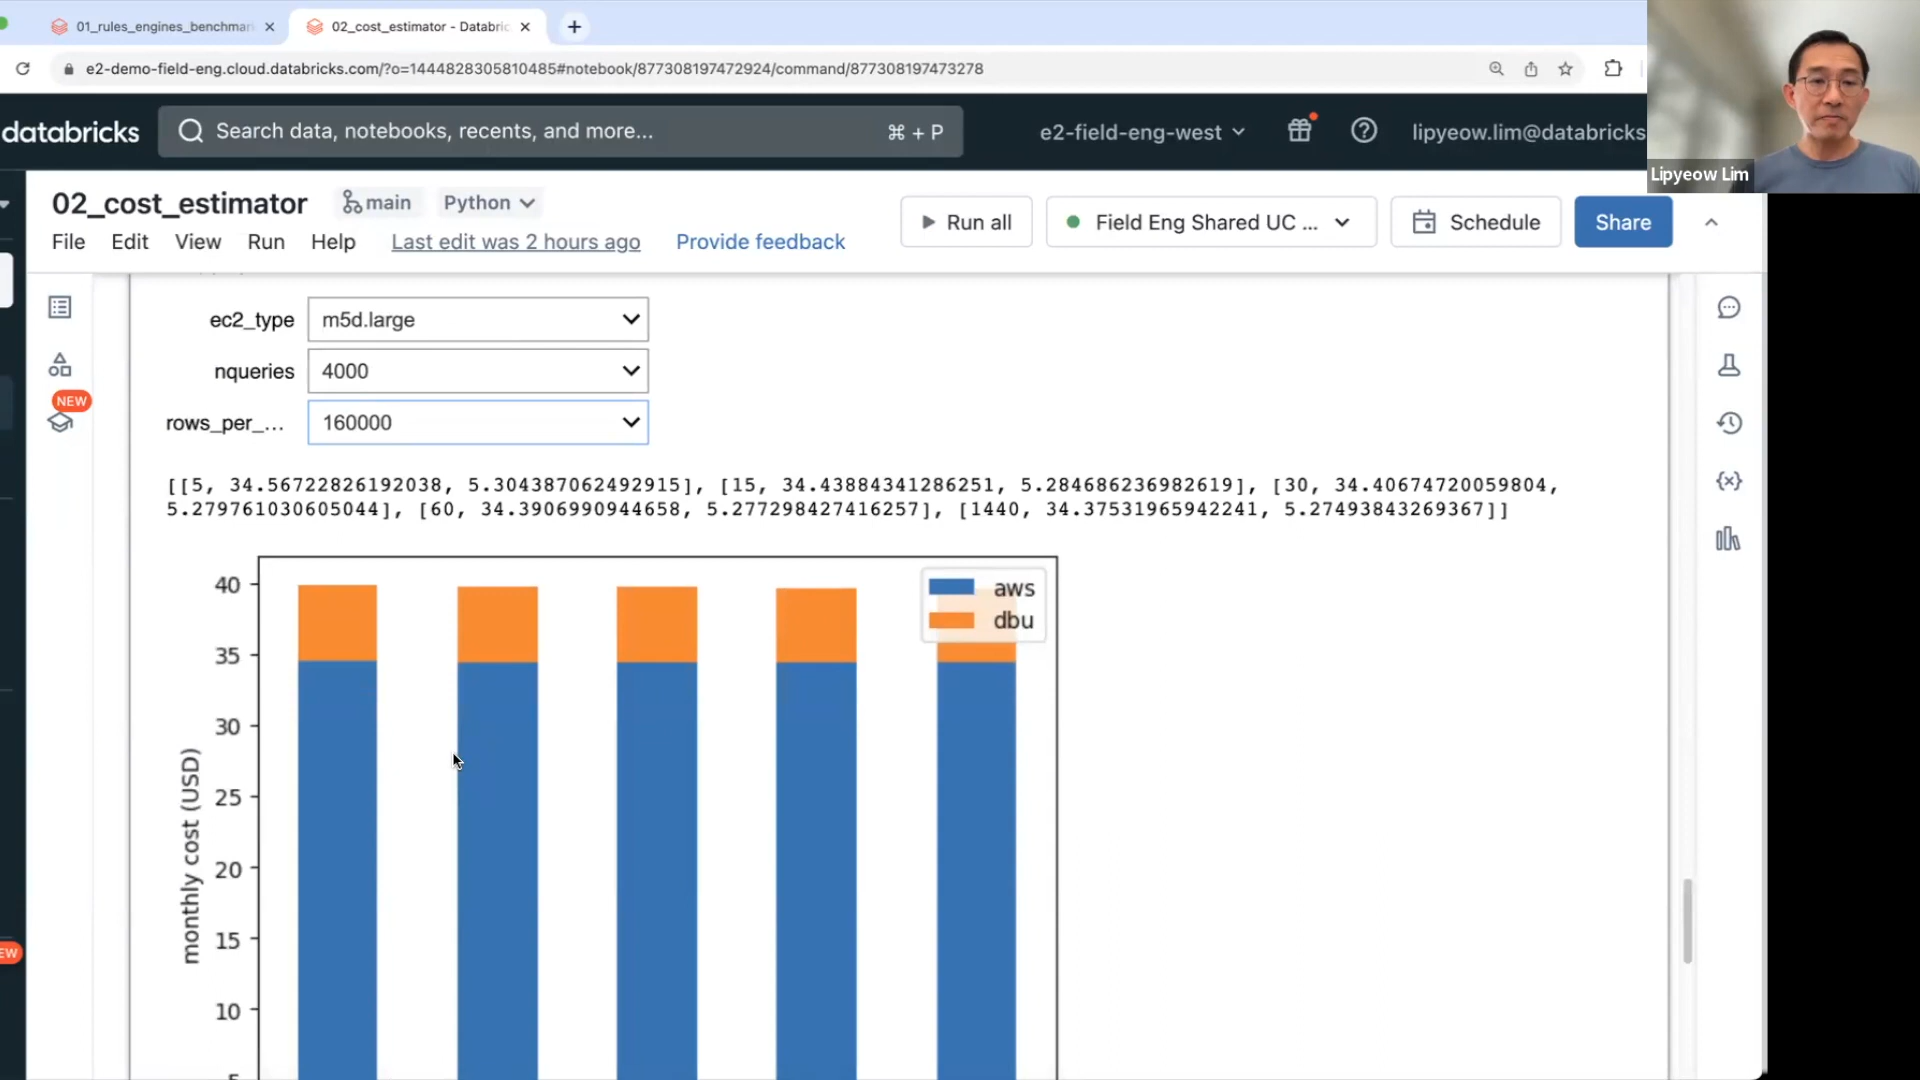 01_rules_engines_benchmar
02_cost_estimator - Databric
e2-demo-field-eng.cloud.databricks.com/?o=1444828305810485#notebook/877308197472924/command/877308197473278
databricks
Search data, notebooks, recents, and more...
⌘ + P
e2-field-eng-west
lipyeow.lim@databricks
Lipyeow Lim
02_cost_estimator
main
Python
Run all
Field Eng Shared UC ...
Schedule
Share
File
Edit
View
Run
Help
Last edit was 2 hours ago
Provide feedback
ec2_type
m5d.large
nqueries
4000
NEW
rows_per_...
160000
[[5, 34.56722826192038, 5.304387062492915], [15, 34.43884341286251, 5.284686236982619], [30, 34.40674720059804,
5.279761030605044], [60, 34.3906990944658, 5.277298427416257], [1440, 34.37531965942241, 5.27493843269367]]
aws
dbu
40
35
30
25
20
15
10
5
monthly cost (USD)
EW